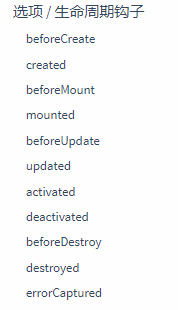 选项 / 生命周期钩子
beforeCreate
created
beforeMount
mounted
beforeUpdate
updated
activated
deactivated
beforeDestroy
destroyed
errorCaptured